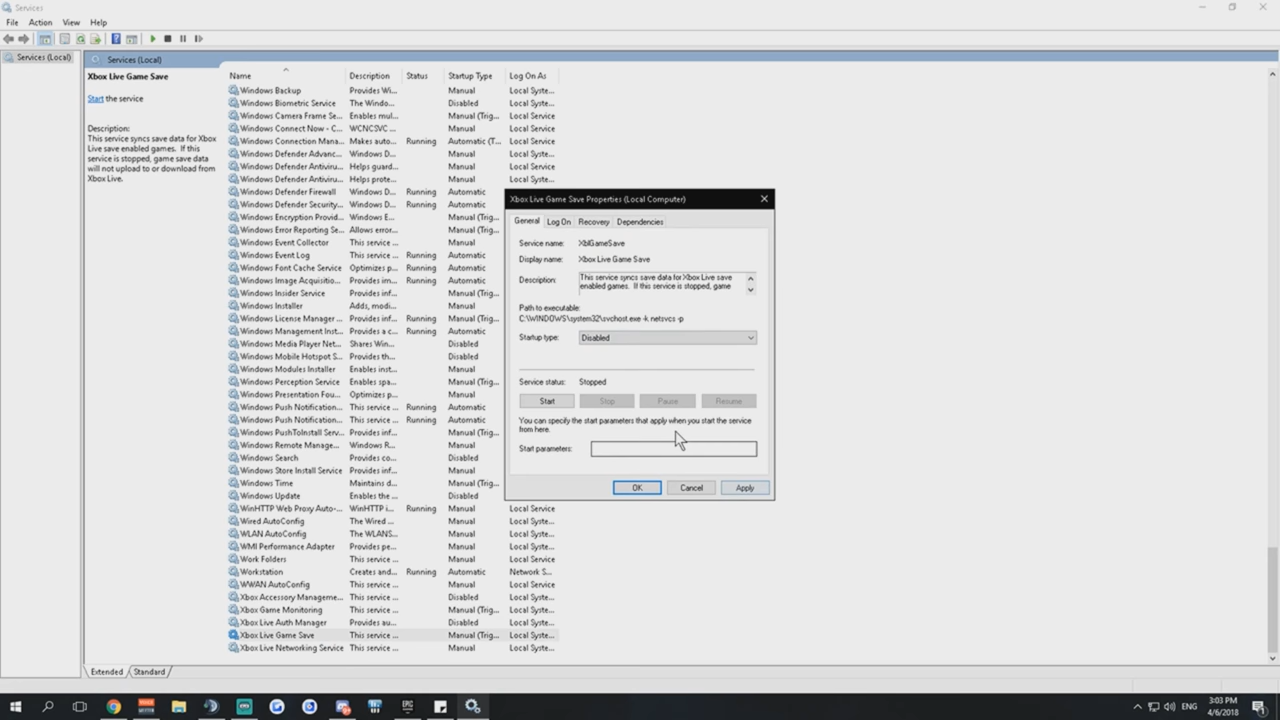 Services
File Action View Help
Services (Local)
Services (Local)
Xbox Live Game Save
Start the service
Description:
This service syncs save data for Xbox
Live save enabled games. If this
service is stopped, game save data
will not upload to or download from
Xbox Live.
Name Description Status Startup Type Log On As
Windows Backup Provides Wi... Manual Local Syste...
Windows Biometric Service The Windo... Disabled Local Syste...
Windows Camera Frame Se... Enables mul... Manual (Trig... Local Service
Windows Connect Now - C... WCNCSVC ... Manual Local Service
Windows Connection Mana... Makes auto... Running Automatic (T... Local Service
Windows Defender Advanc... Windows D... Manual Local Syste...
Windows Defender Antiviru... Helps guard... Manual Local Service
Windows Defender Antiviru... Helps prote... Manual Local Syste...
Windows Defender Firewall Windows D... Running Automatic
Windows Defender Security... Windows D... Running Automatic
Windows Encryption Provid... Windows E... Manual (Trig...
Windows Error Reporting Se... Allows error... Manual (Trig...
Windows Event Collector This service ... Manual
Windows Event Log This service ... Running Automatic
Windows Font Cache Service Optimizes p... Running Automatic
Windows Image Acquisitio... Provides im... Running Automatic
Windows Insider Service Provides inf... Manual (Trig...
Windows Installer Adds, modi... Manual
Windows License Manager ... Provides inf... Running Manual (Trig...
Windows Management Inst... Provides a c... Running Automatic
Windows Media Player Net... Shares Win... Disabled
Windows Mobile Hotspot S... Provides th... Disabled
Windows Modules Installer Enables inst... Manual
Windows Perception Service Enables spa... Manual (Trig...
Windows Presentation Fou... Optimizes p... Manual
Windows Push Notification... This service ... Running Automatic
Windows Push Notification... This service ... Running Automatic
Windows PushToInstall Serv... Provides inf... Manual (Trig...
Windows Remote Manage... Windows R... Manual
Windows Search Provides co... Disabled
Windows Store Install Service Provides inf... Manual
Windows Time Maintains d... Manual (Trig...
Windows Update Enables the ... Disabled
WinHTTP Web Proxy Auto-... WinHTTP i... Running Manual Local Service
Wired AutoConfig The Wired ... Manual Local Syste...
WLAN AutoConfig The WLANS... Manual Local Syste...
WMI Performance Adapter Provides pe... Manual Local Syste...
Work Folders This service ... Manual Local Service
Workstation Creates and... Running Automatic Network S...
WWAN AutoConfig This service ... Manual Local Service
Xbox Accessory Manageme... This service ... Disabled Local Syste...
Xbox Game Monitoring This service ... Manual (Trig... Local Syste...
Xbox Live Auth Manager Provides au... Disabled Local Syste...
Xbox Live Game Save This service ... Manual (Trig... Local Syste...
Xbox Live Networking Service This service ... Manual Local Syste...
Xbox Live Game Save Properties (Local Computer)
General Log On Recovery Dependencies
Service name: XblGameSave
Display name: Xbox Live Game Save
Description: This service syncs save data for Xbox Live save
enabled games. If this service is stopped, game
Path to executable:
C:\WINDOWS\system32\svchost.exe -k netsvcs -p
Startup type: Disabled
Service status: Stopped
Start Stop Pause Resume
You can specify the start parameters that apply when you start the service
from here.
Start parameters:
OK Cancel Apply
Extended Standard
ENG
3:03 PM
4/6/2018